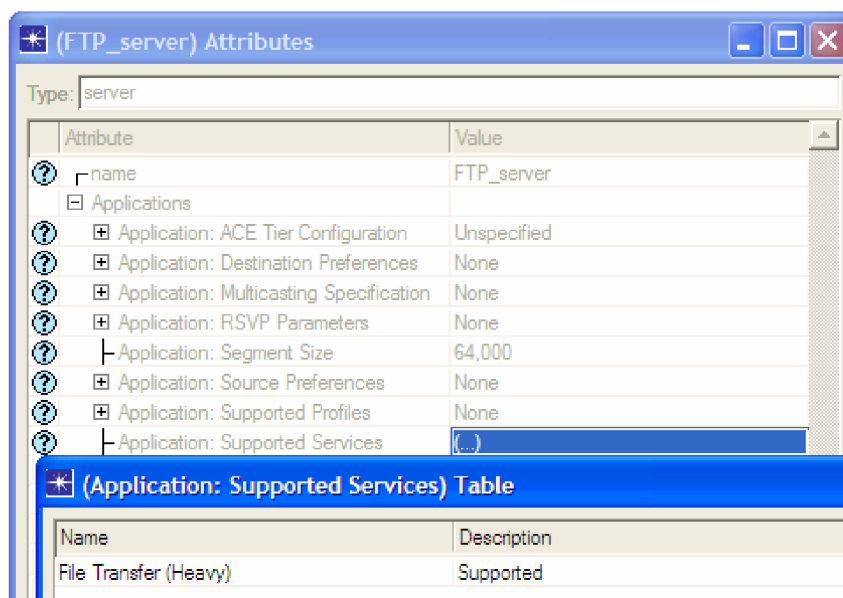 (FTP_server) Attributes
Type: server
Attribute Value
name FTP_server
Applications
Application: ACE Tier Configuration Unspecified
Application: Destination Preferences None
Application: Multicasting Specification None
Application: RSVP Parameters None
Application: Segment Size 64,000
Application: Source Preferences None
Application: Supported Profiles None
Application: Supported Services (...)
(Application: Supported Services) Table
Name Description
File Transfer (Heavy) Supported